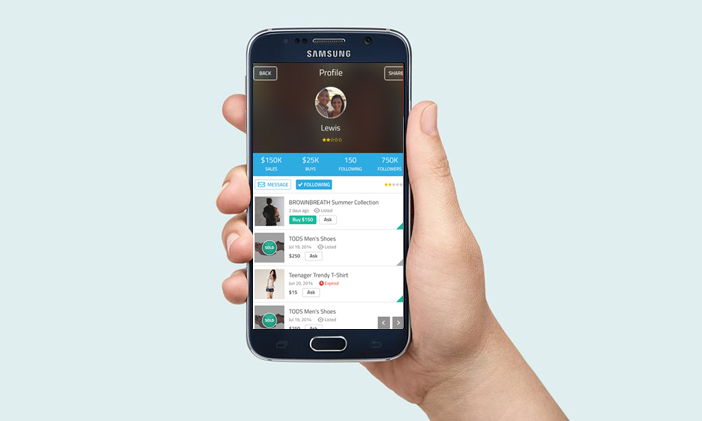 SAMSUNG
BACK
Profile
SHARE
Lewis
$150K $25K 150 750K
SALES BUYS FOLLOWING FOLLOWERS
MESSAGE FOLLOWING
BROWNBREATH Summer Collection
2 days ago Listed
Buy $150 Ask
SOLD
TODS Men's Shoes
Jul 19, 2014 Listed
$250 Ask
Teenager Trendy T-Shirt
Jun 20, 2014 Expired
$15 Ask
SOLD
TODS Men's Shoes
Jul 19, 2014 Listed
Ask